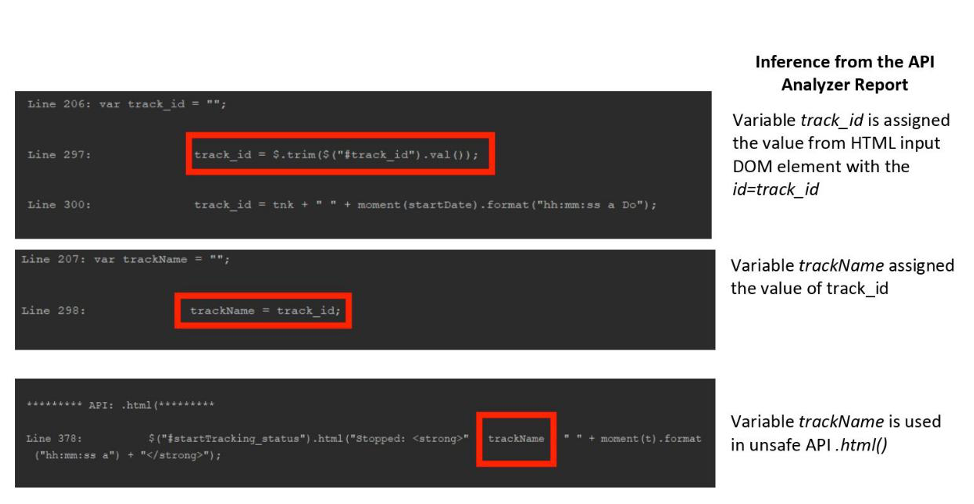 Inference from the API
Analyzer Report
Line 206: var track_id = "";
Line 297: track_id = $.trim($("#track_id").val());
Line 300: track_id = tnk + " " + moment(startDate).format("hh:mm:ss a Do");
Variable track_id is assigned
the value from HTML input
DOM element with the
id=track_id
Line 207: var trackName = "";
Line 298: trackName = track_id;
Variable trackName assigned
the value of track_id
********* API: .html(*********
Line 378: $("#startTracking_status").html("Stopped: <strong>" trackName " " + moment(t).format
("hh:mm:ss a") + "</strong>");
Variable trackName is used
in unsafe API .html()